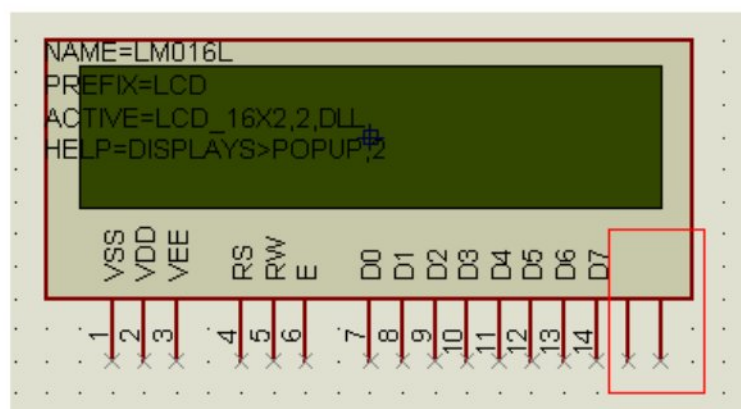 NAME=LM016L
PREFIX=LCD
ACTIVE=LCD_16X2,2,DLL,
HELP=DISPLAYS>POPUP,2
VSS VDD VEE RS RW E D0 D1 D2 D3 D4 D5 D6 D7
1 2 3 4 5 6 7 8 9 10 11 12 13 14